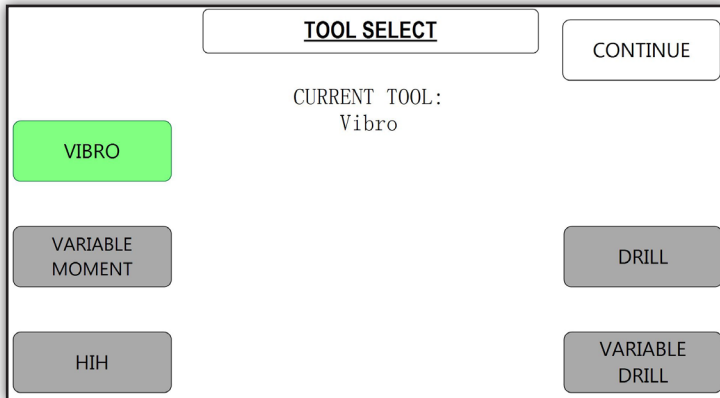 TOOL SELECT
CONTINUE
CURRENT TOOL:
Vibro
VIBRO
VARIABLE
MOMENT
DRILL
HIH
VARIABLE
DRILL